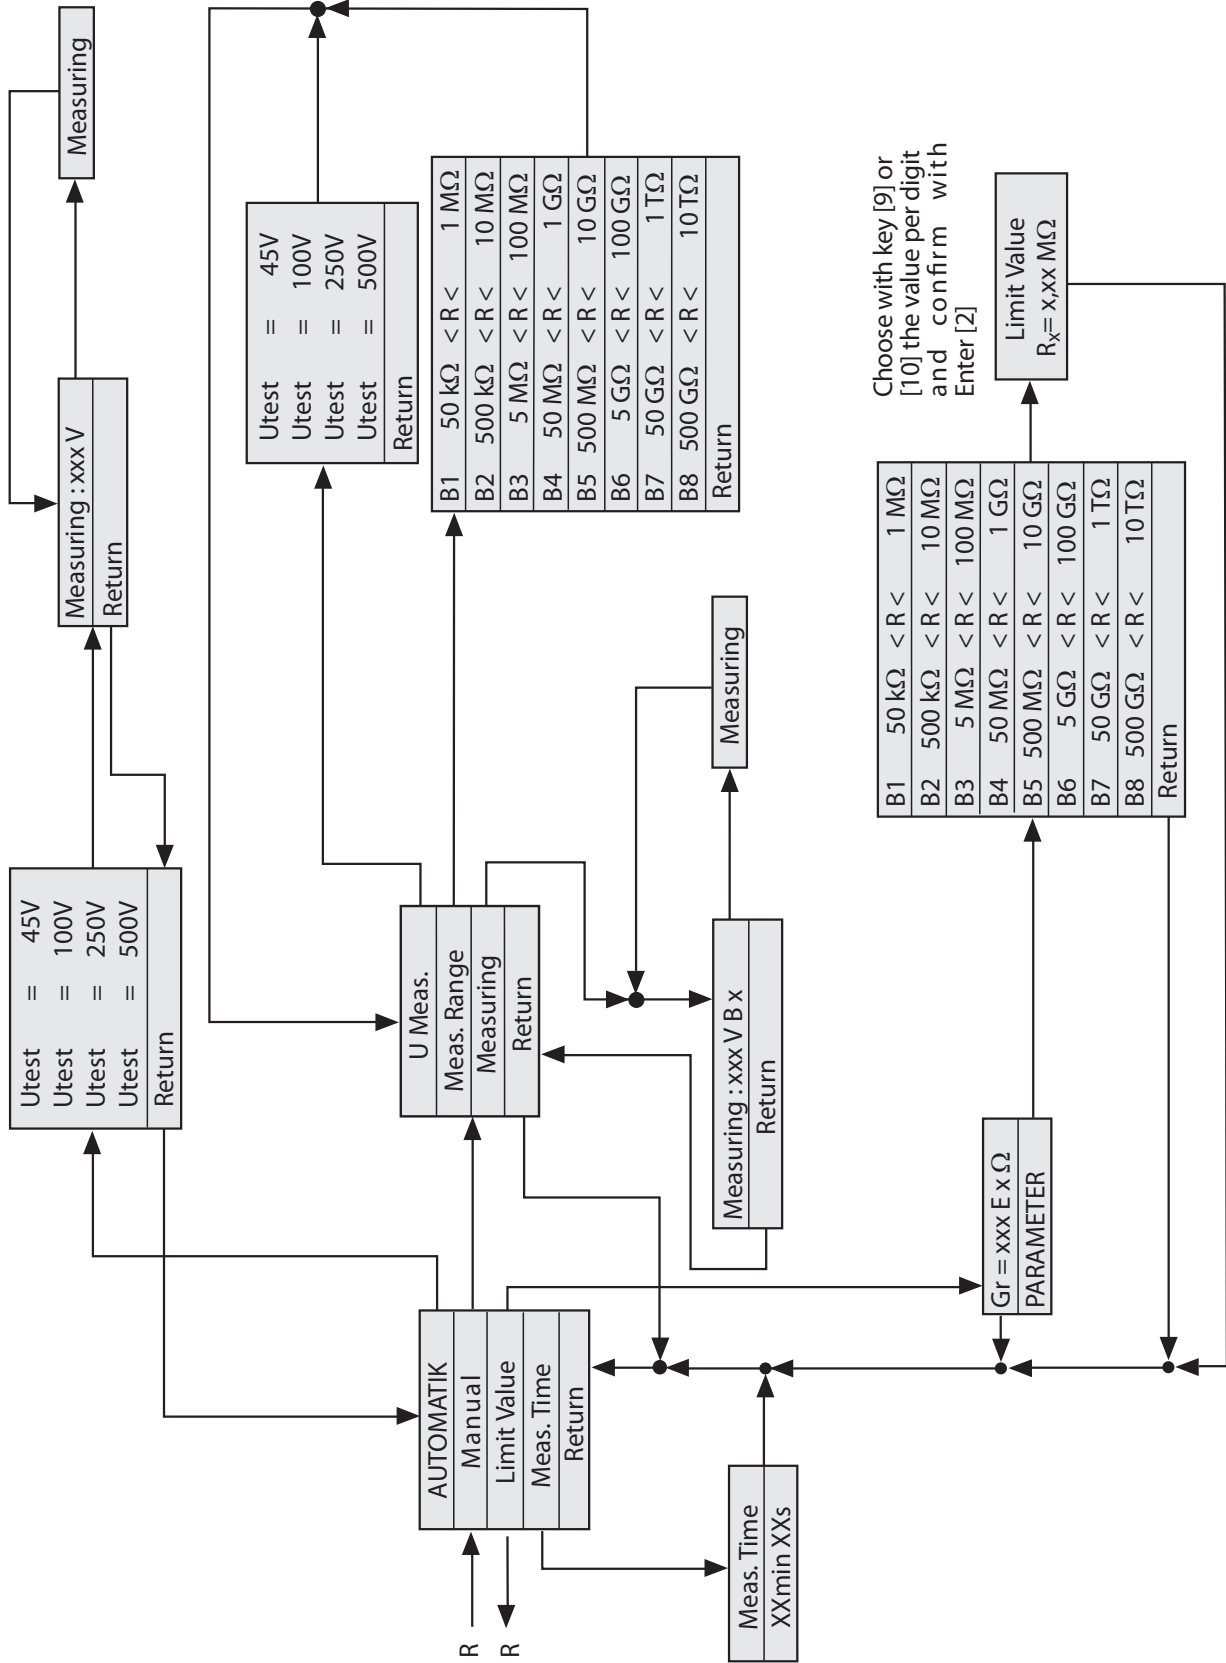 R
R
AUTOMATIK
Manual
Limit Value
Meas. Time
Return
Meas. Time
XXmin XXs
Utest = 45V
Utest = 100V
Utest = 250V
Utest = 500V
Return
Measuring : xxx V
Return
Measuring
U Meas.
Meas. Range
Measuring
Return
Utest = 45V
Utest = 100V
Utest = 250V
Utest = 500V
Return
B1 50 kΩ < R < 1 MΩ
B2 500 kΩ < R < 10 MΩ
B3 5 MΩ < R < 100 MΩ
B4 50 MΩ < R < 1 GΩ
B5 500 MΩ < R < 10 GΩ
B6 5 GΩ < R < 100 GΩ
B7 50 GΩ < R < 1 TΩ
B8 500 GΩ < R < 10 TΩ
Return
Measuring : xxx V B x
Return
Measuring
Gr = xxx E x Ω
PARAMETER
B1 50 kΩ < R < 1 MΩ
B2 500 kΩ < R < 10 MΩ
B3 5 MΩ < R < 100 MΩ
B4 50 MΩ < R < 1 GΩ
B5 500 MΩ < R < 10 GΩ
B6 5 GΩ < R < 100 GΩ
B7 50 GΩ < R < 1 TΩ
B8 500 GΩ < R < 10 TΩ
Return
Choose with key [9] or
[10] the value per digit
and confirm with
Enter [2]
Limit Value
Rx= x,xx MΩ